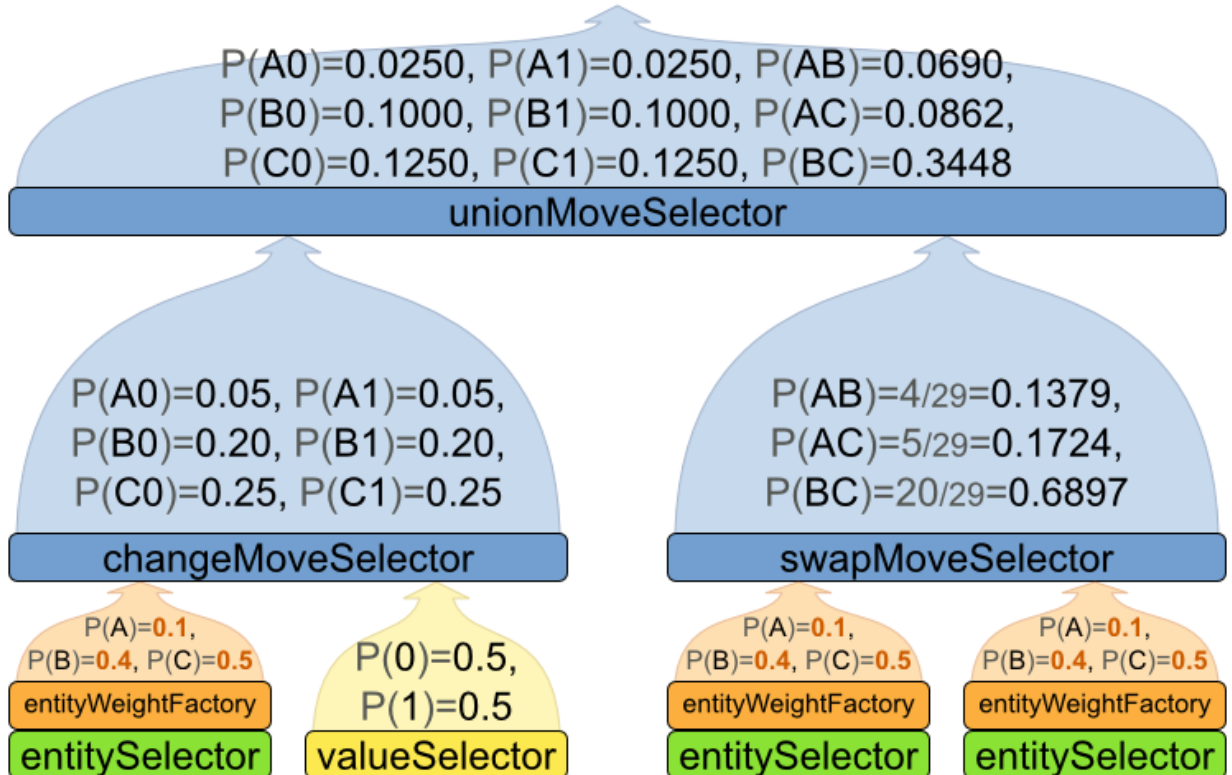 P(A0)=0.0250, P(A1)=0.0250, P(AB)=0.0690,
P(B0)=0.1000, P(B1)=0.1000, P(AC)=0.0862,
P(C0)=0.1250, P(C1)=0.1250, P(BC)=0.3448
unionMoveSelector
P(A0)=0.05, P(A1)=0.05,
P(B0)=0.20, P(B1)=0.20,
P(C0)=0.25, P(C1)=0.25
changeMoveSelector
P(AB)=4/29=0.1379,
P(AC)=5/29=0.1724,
P(BC)=20/29=0.6897
swapMoveSelector
P(A)=0.1,
P(B)=0.4, P(C)=0.5
entityWeightFactory
entitySelector
P(0)=0.5,
P(1)=0.5
valueSelector
P(A)=0.1,
P(B)=0.4, P(C)=0.5
entityWeightFactory
entitySelector
P(A)=0.1,
P(B)=0.4, P(C)=0.5
entityWeightFactory
entitySelector